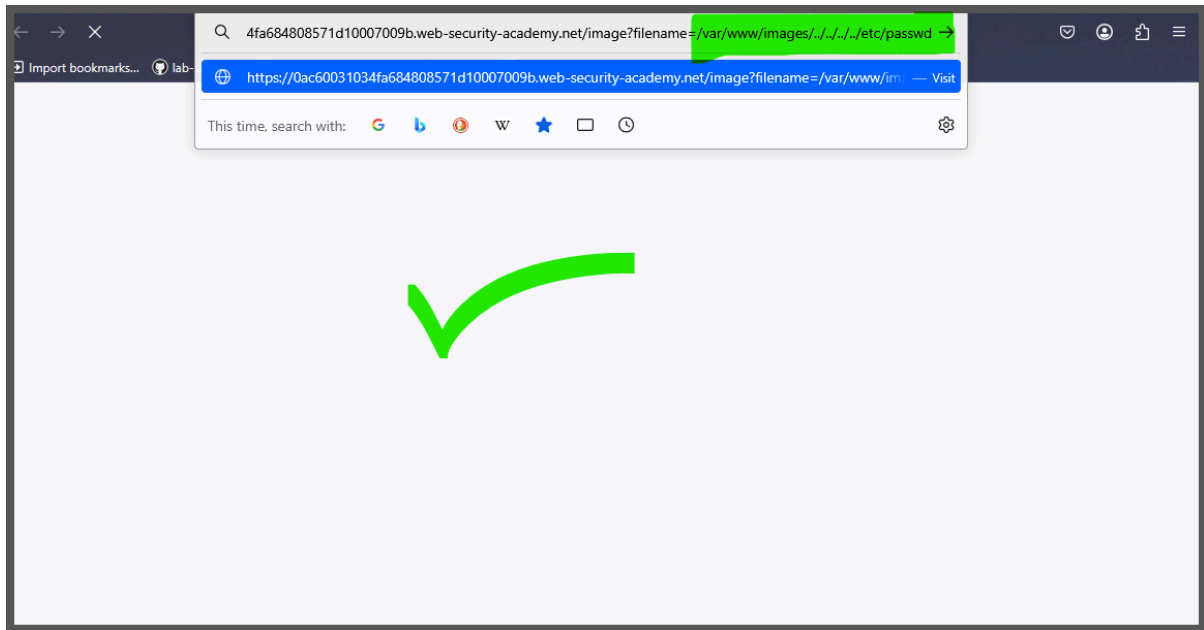 4fa684808571d10007009b.web-security-academy.net/image?filename=/var/www/images/../../../../etc/passwd
Import bookmarks... lab-
https://0ac60031034fa684808571d10007009b.web-security-academy.net/image?filename=/var/www/im — Visit
This time, search with: G b W